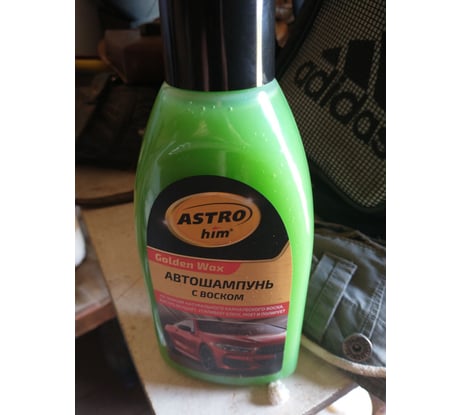 ASTRO
him®
Golden Wax
АВТОШАМПУНЬ
С ВОСКОМ
adidas